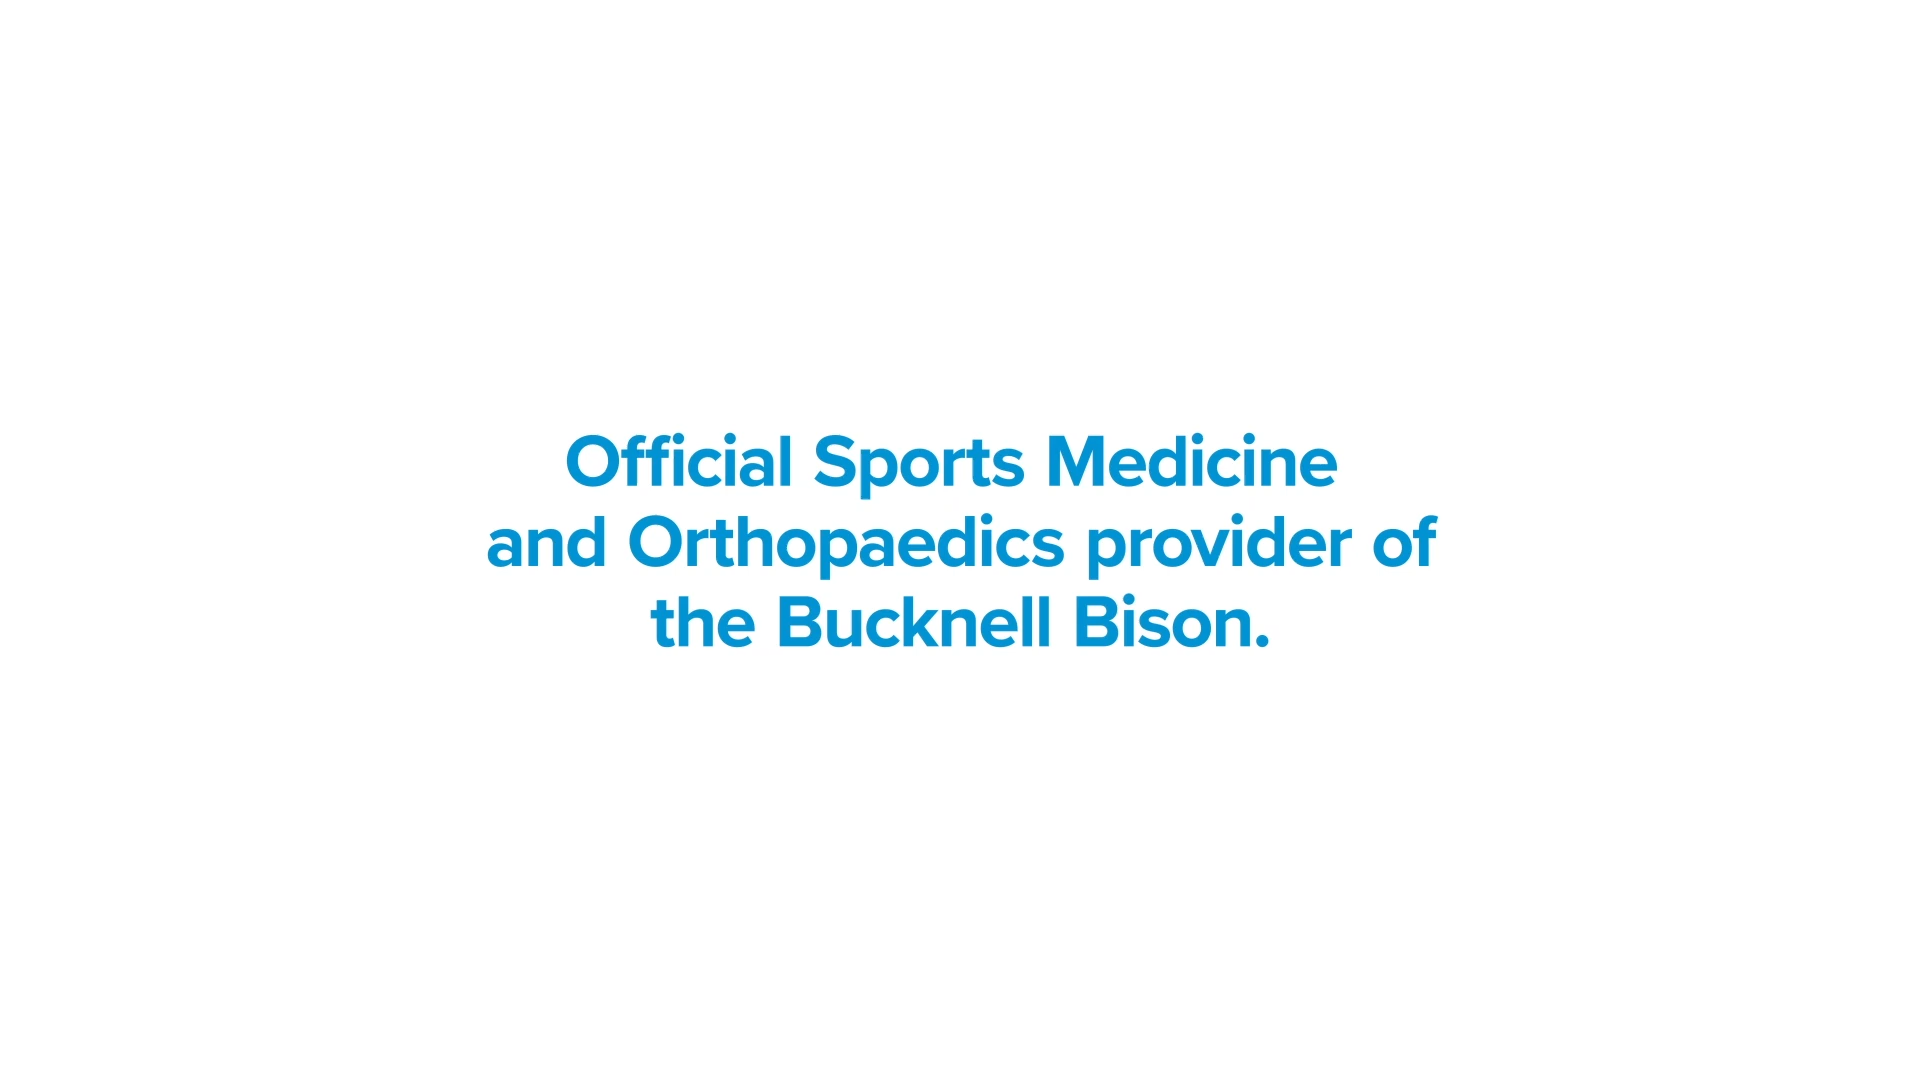 Official Sports Medicine
and Orthopaedics provider of
the Bucknell Bison.